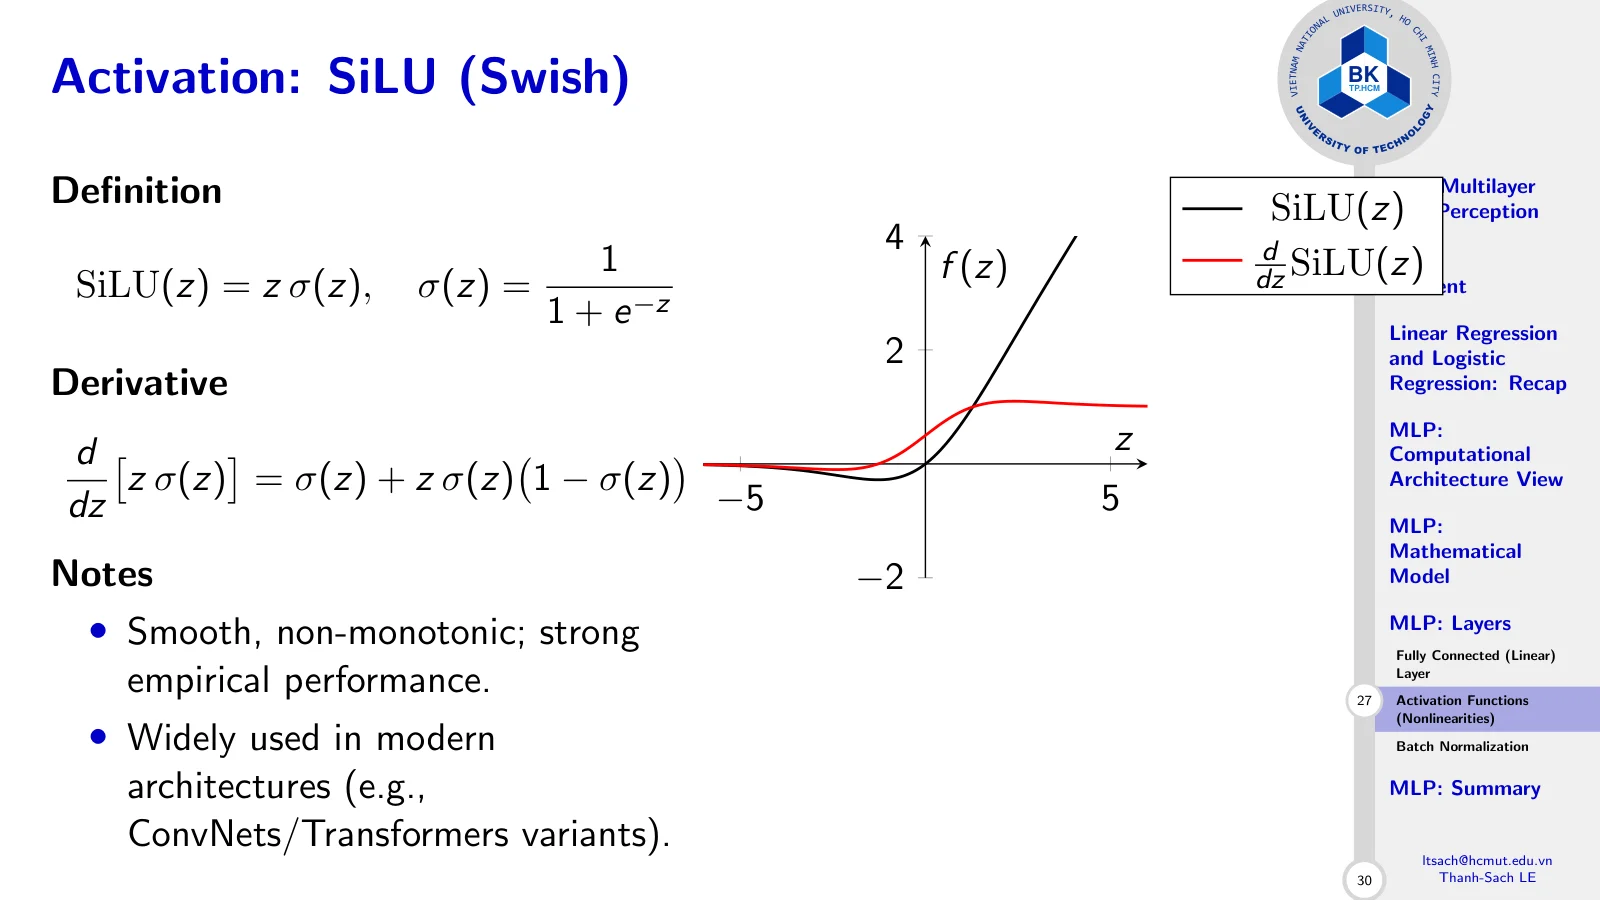 Activation: SiLU (Swish)
Definition
SiLU(z) = z σ(z), σ(z) = 1 / (1 + e^{−z})
Derivative
d/dz [z σ(z)] = σ(z) + z σ(z)(1 − σ(z))
Notes
• Smooth, non-monotonic; strong
empirical performance.
• Widely used in modern
architectures (e.g.,
ConvNets/Transformers variants).
4
f(z)
2
z
−5
5
−2
SiLU(z)
d/dz SiLU(z)
VIETNAM NATIONAL UNIVERSITY, HO CHI MINH CITY
BK
TP.HCM
UNIVERSITY OF TECHNOLOGY
Multilayer
Perception
Linear Regression
and Logistic
Regression: Recap
MLP:
Computational
Architecture View
MLP:
Mathematical
Model
MLP: Layers
Fully Connected (Linear)
Layer
27
Activation Functions
(Nonlinearities)
Batch Normalization
MLP: Summary
ltsach@hcmut.edu.vn
Thanh-Sach LE
30